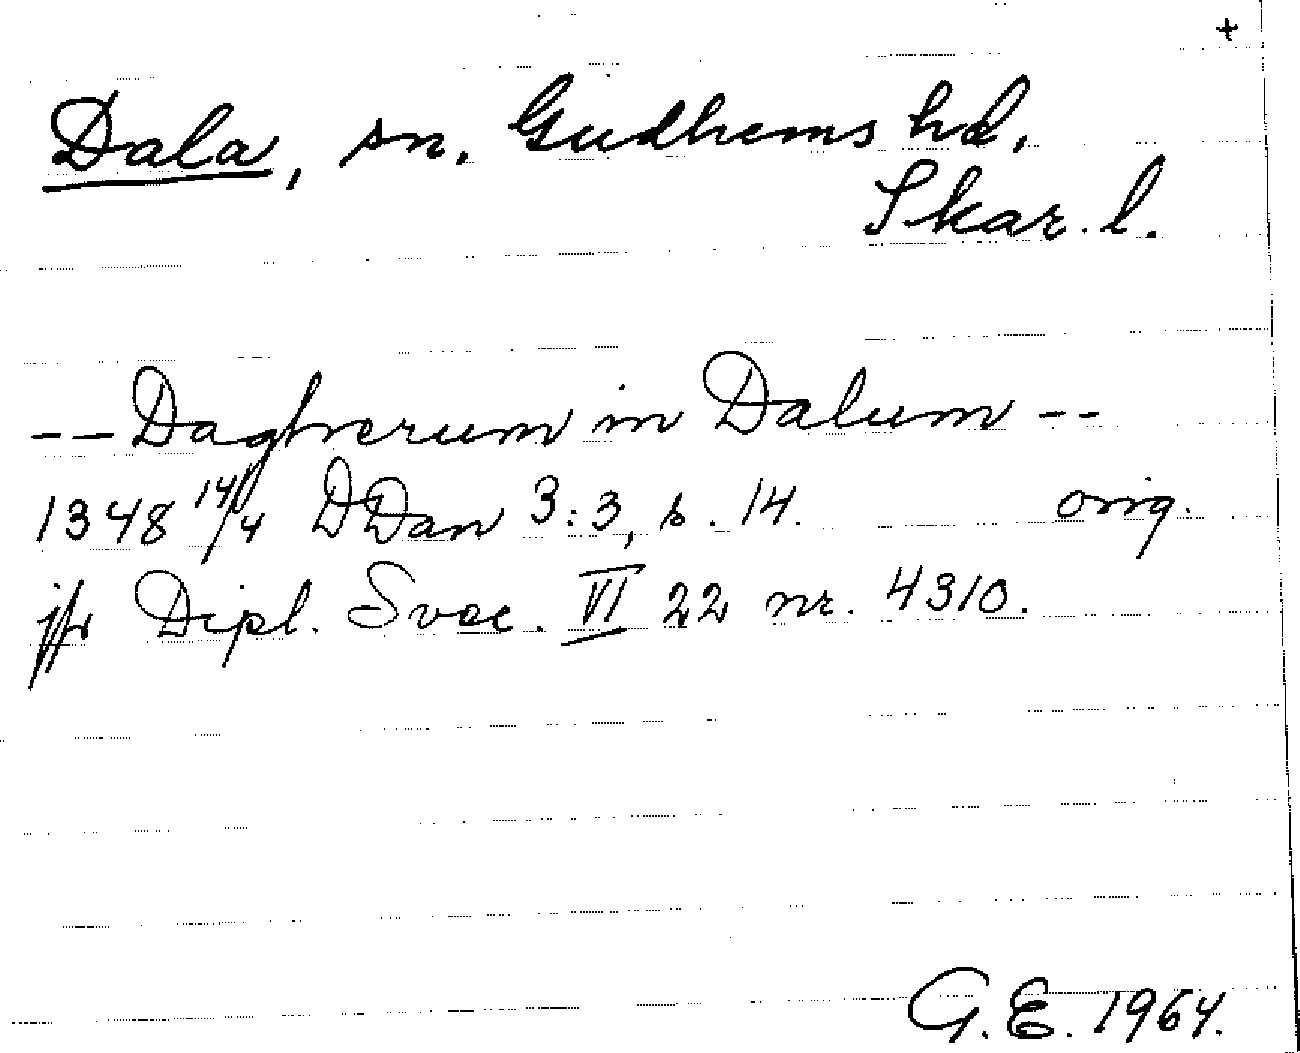 +
Dala, sn. Gudhems hd.
Skar. l.
-- Daghrerum in Dalum --
1348 14/4 DDan 3:3, s. 14. orig.
jfr Dipl. Svec. VI 22 nr. 4310.
G.E. 1964.